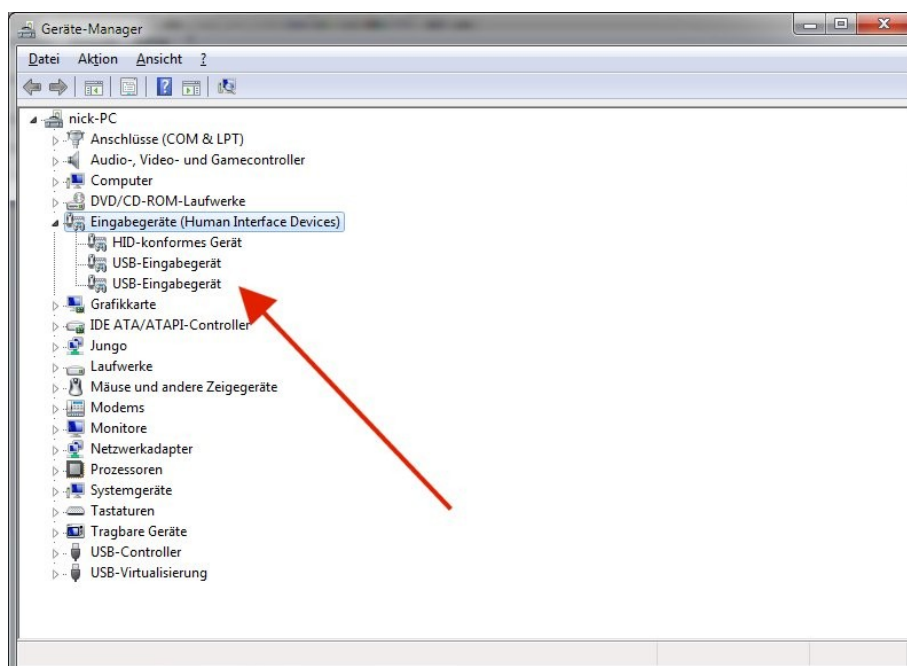 Geräte-Manager
Datei Aktion Ansicht ?
nick-PC
Anschlüsse (COM & LPT)
Audio-, Video- und Gamecontroller
Computer
DVD/CD-ROM-Laufwerke
Eingabegeräte (Human Interface Devices)
HID-konformes Gerät
USB-Eingabegerät
USB-Eingabegerät
Grafikkarte
IDE ATA/ATAPI-Controller
Jungo
Laufwerke
Mäuse und andere Zeigegeräte
Modems
Monitore
Netzwerkadapter
Prozessoren
Systemgeräte
Tastaturen
Tragbare Geräte
USB-Controller
USB-Virtualisierung